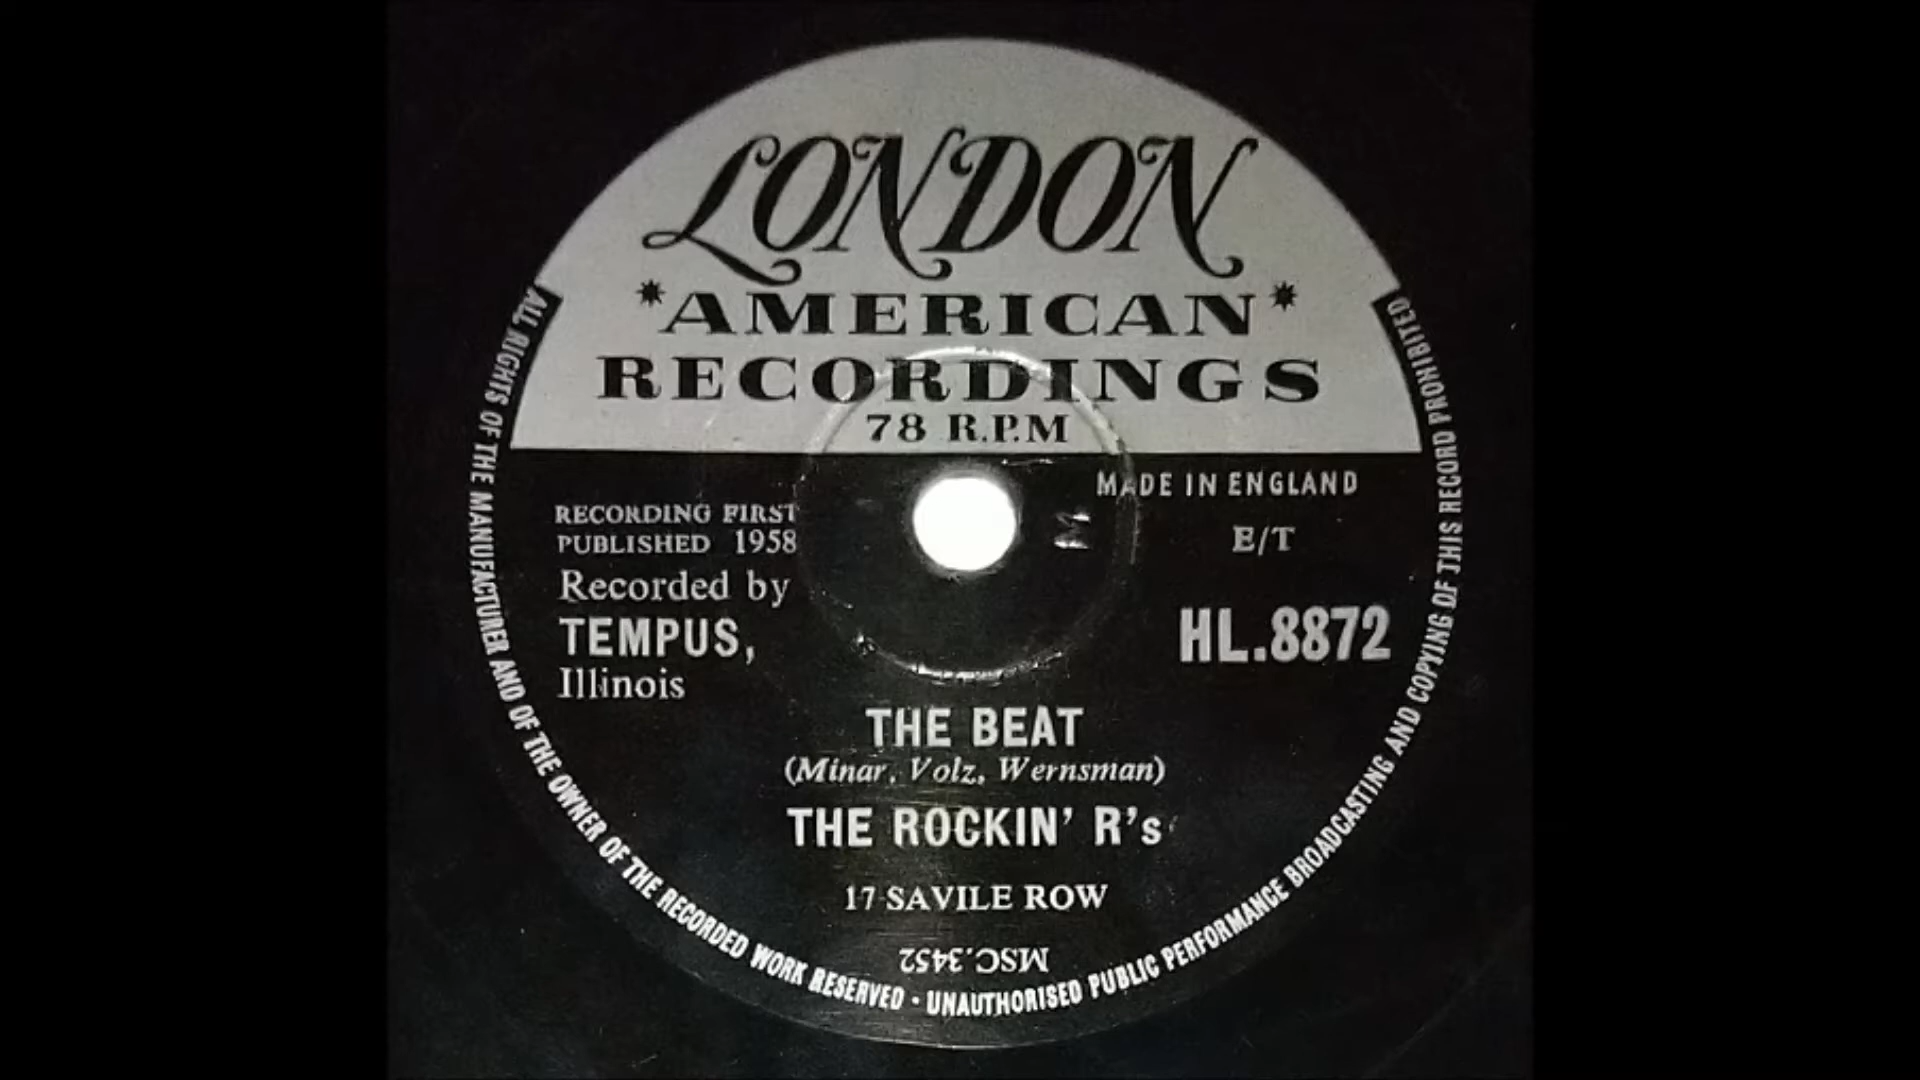 LONDON
*AMERICAN*
RECORDINGS
78 R.P.M
MADE IN ENGLAND
RECORDING FIRST
PUBLISHED 1958
E/T
M
Recorded by
TEMPUS,
Illinois
HL.8872
THE BEAT
(Minar, Volz, Wernsman)
THE ROCKIN' R's
17 SAVILE ROW
MSC.3452
ALL RIGHTS OF THE MANUFACTURER AND OF THE OWNER OF THE RECORDED WORK RESERVED · UNAUTHORISED PUBLIC PERFORMANCE BROADCASTING AND COPYING OF THIS RECORD PROHIBITED